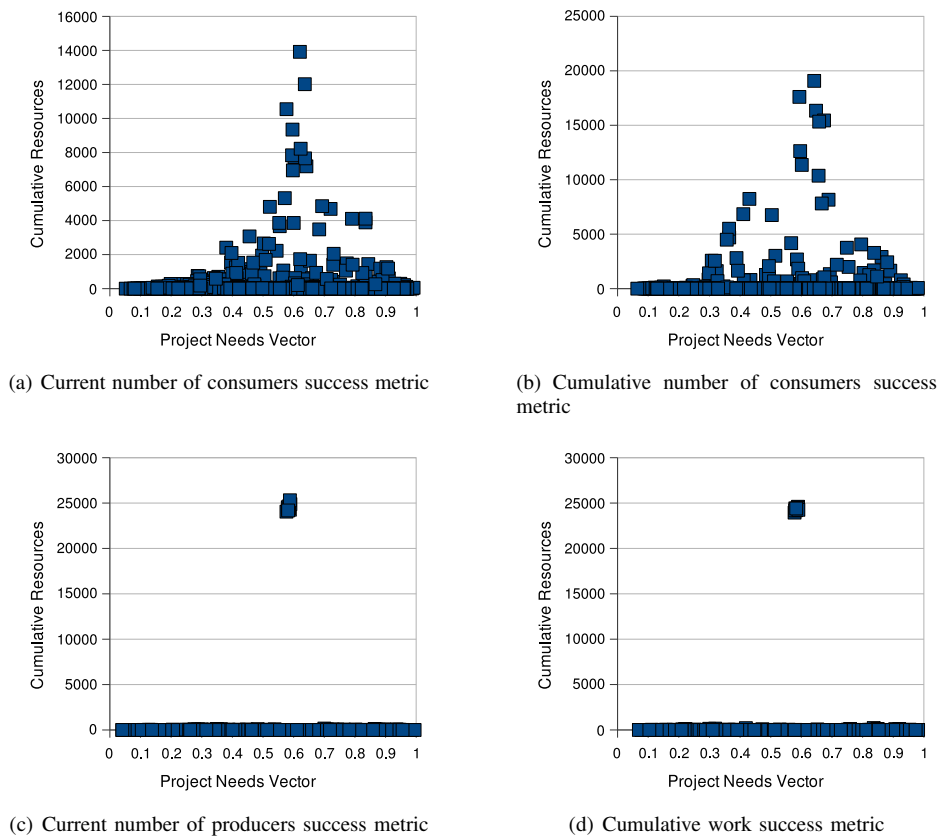 16000
14000
12000
10000
8000
6000
4000
2000
0
Cumulative Resources
0 0.1 0.2 0.3 0.4 0.5 0.6 0.7 0.8 0.9 1
Project Needs Vector
(a) Current number of consumers success metric
25000
20000
15000
10000
5000
0
Cumulative Resources
0 0.1 0.2 0.3 0.4 0.5 0.6 0.7 0.8 0.9 1
Project Needs Vector
(b) Cumulative number of consumers success
metric
30000
25000
20000
15000
10000
5000
0
Cumulative Resources
0 0.1 0.2 0.3 0.4 0.5 0.6 0.7 0.8 0.9 1
Project Needs Vector
(c) Current number of producers success metric
30000
25000
20000
15000
10000
5000
0
Cumulative Resources
0 0.1 0.2 0.3 0.4 0.5 0.6 0.7 0.8 0.9 1
Project Needs Vector
(d) Cumulative work success metric